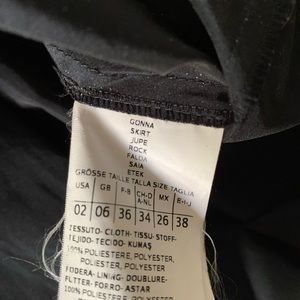 GONNA
SKIRT
JUPE
ROCK
FALDA
SAIA
ETEK
GRÖSSE TAILLE TALLA SIZE TAGLIA
USA GB F-B CH-D A-NL MX E-I-J
02 06 36 34 26 38
TESSUTO-CLOTH-TISSU-STOFF-
TEJIDO-TECIDO-KUMAŞ
100% POLIESTERE, POLYESTER,
POLIESTER, POLYESTER
FODERA-LINING-DOUBLURE-
FUTTER-FORRO-ASTAR